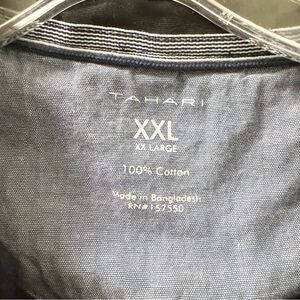 TAHARI
XXL
XX LARGE
100% Cotton
Made in Bangladesh
RN#157550